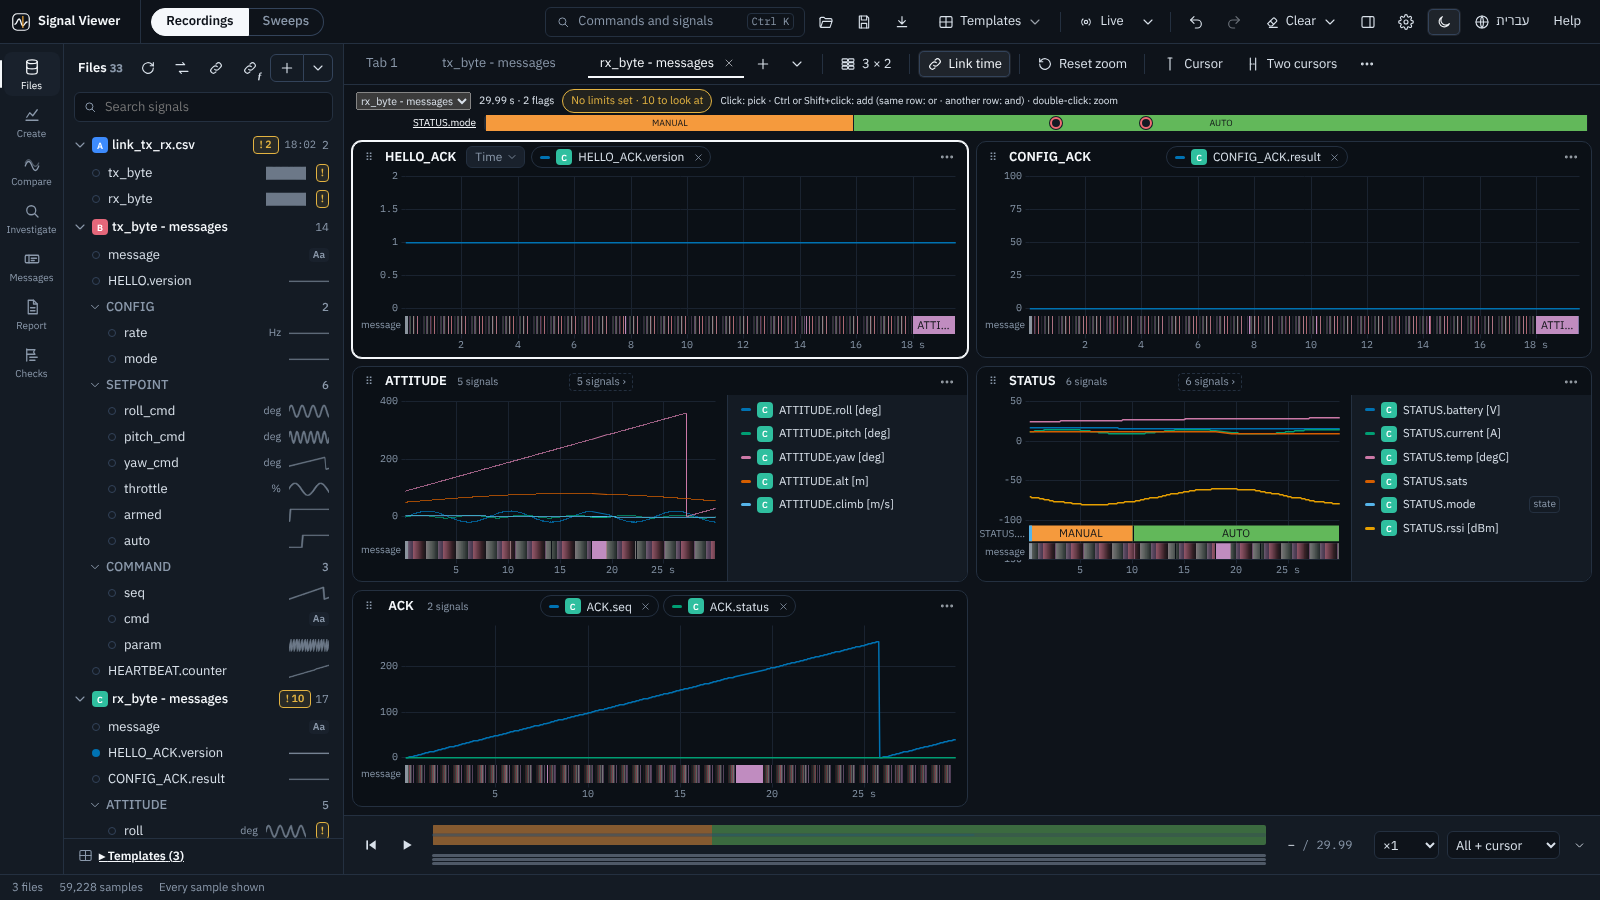 Signal Viewer
Recordings
Sweeps
Commands and signals
Ctrl K
Templates
Live
Clear
עברית
Help
Files
Create
Compare
Investigate
Messages
Report
Checks
Files 33
Search signals
A link_tx_rx.csv ! 2 18:02 2
tx_byte !
rx_byte !
B tx_byte - messages 14
message Aa
HELLO.version
CONFIG 2
rate Hz
mode
SETPOINT 6
roll_cmd deg
pitch_cmd deg
yaw_cmd deg
throttle %
armed
auto
COMMAND 3
seq
cmd Aa
param
HEARTBEAT.counter
C rx_byte - messages ! 10 17
message Aa
HELLO_ACK.version
CONFIG_ACK.result
ATTITUDE 5
roll deg !
▸ Templates (3)
Tab 1
tx_byte - messages
rx_byte - messages ×
3 × 2
Link time
Reset zoom
Cursor
Two cursors
rx_byte - messages
29.99 s · 2 flags
No limits set · 10 to look at
Click: pick · Ctrl or Shift+click: add (same row: or · another row: and) · double-click: zoom
STATUS.mode MANUAL AUTO
HELLO_ACK Time C HELLO_ACK.version ×
2
1.5
1
0.5
0
message ATTI...
2 4 6 8 10 12 14 16 18 s
CONFIG_ACK C CONFIG_ACK.result ×
100
75
50
25
0
message ATTI...
2 4 6 8 10 12 14 16 18 s
ATTITUDE 5 signals 5 signals ›
400
200
0
message
5 10 15 20 25 s
C ATTITUDE.roll [deg]
C ATTITUDE.pitch [deg]
C ATTITUDE.yaw [deg]
C ATTITUDE.alt [m]
C ATTITUDE.climb [m/s]
STATUS 6 signals 6 signals ›
50
0
-50
-100
STATUS.... MANUAL AUTO
message
5 10 15 20 25 s
C STATUS.battery [V]
C STATUS.current [A]
C STATUS.temp [degC]
C STATUS.sats
C STATUS.mode state
C STATUS.rssi [dBm]
ACK 2 signals C ACK.seq × C ACK.status ×
200
100
0
message
5 10 15 20 25 s
– / 29.99
×1
All + cursor
3 files 59,228 samples Every sample shown